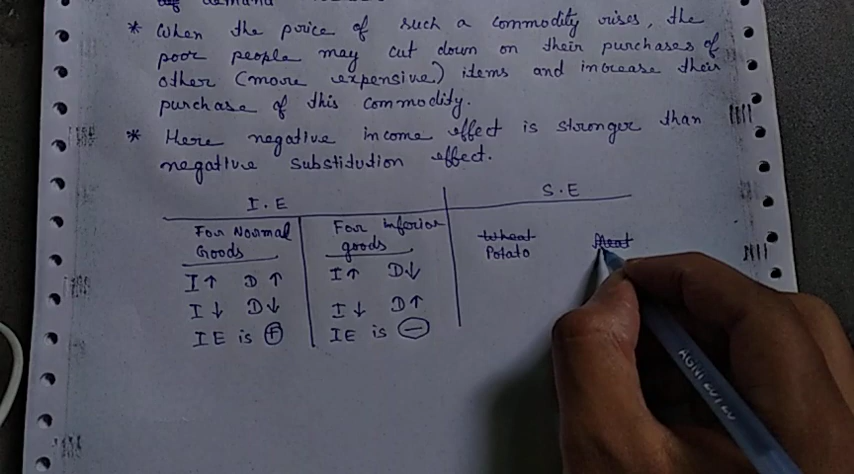 demand
* When the price of such a commodity rises, the
poor people may cut down on their purchases of
other (more expensive) items and increase their
purchase of this commodity.
* Here negative income effect is stronger than
negative substitution effect.
I.E S.E
For Normal Goods
For inferior goods
I↑ D↑ I↑ D↓
I↓ D↓ I↓ D↑
IE is + IE is −
Wheat Meat
Potato